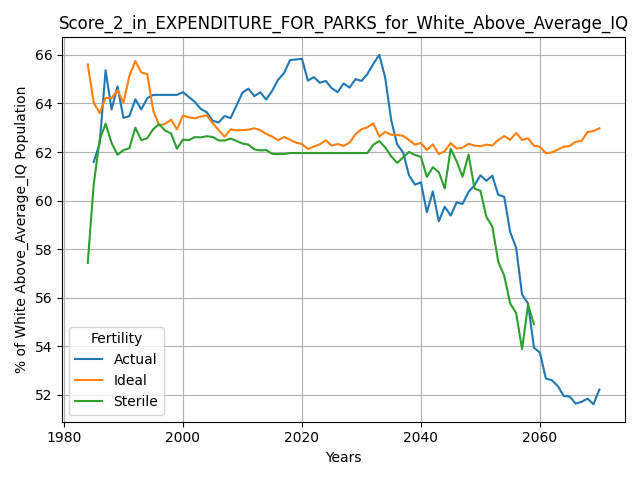 Score_2_in_EXPENDITURE_FOR_PARKS_for_White_Above_Average_IQ
% of White Above_Average_IQ Population
66
64
62
60
58
56
54
52
Fertility
Actual
Ideal
Sterile
1980
2000
2020
2040
2060
Years